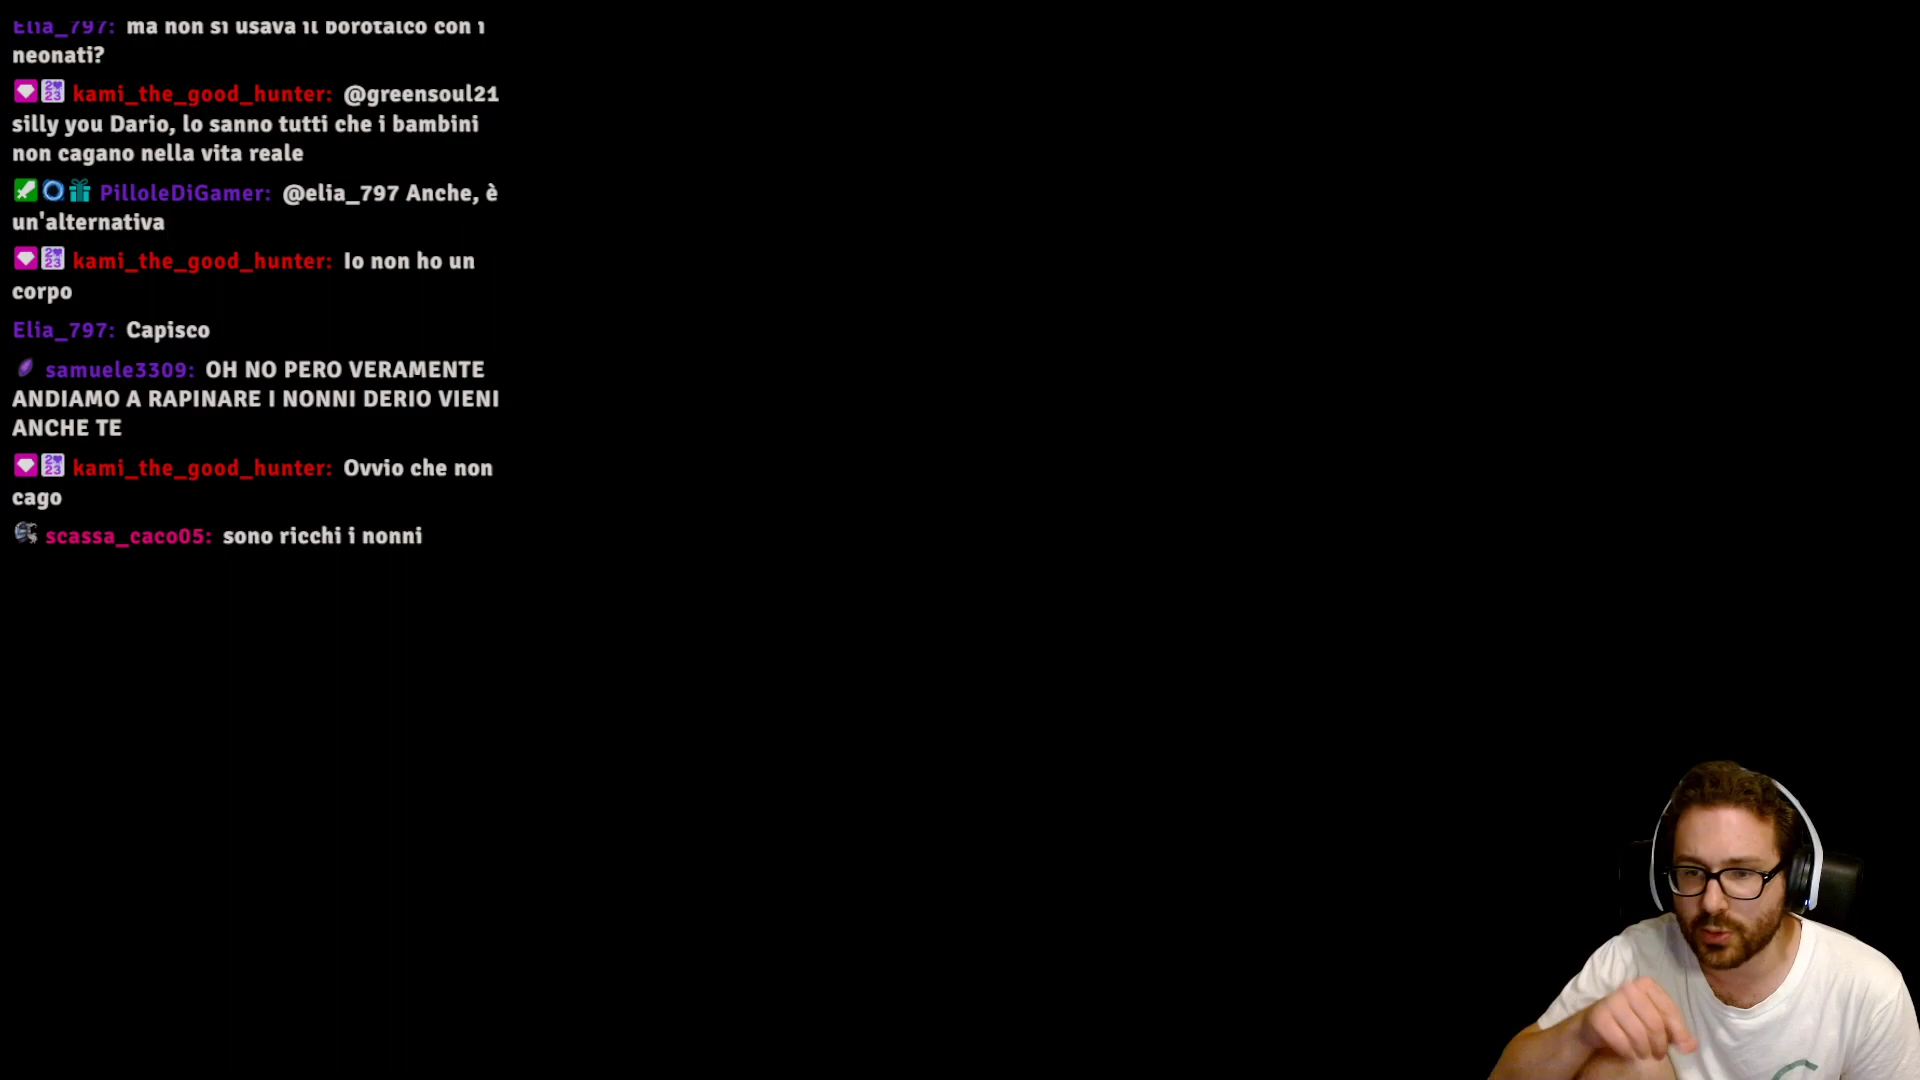 Elia_797: ma non si usava il borotalco con i
neonati?
kami_the_good_hunter: @greensoul21
silly you Dario, lo sanno tutti che i bambini
non cagano nella vita reale
PilloleDiGamer: @elia_797 Anche, è
un'alternativa
kami_the_good_hunter: Io non ho un
corpo
Elia_797: Capisco
samuele3309: OH NO PERO VERAMENTE
ANDIAMO A RAPINARE I NONNI DERIO VIENI
ANCHE TE
kami_the_good_hunter: Ovvio che non
cago
scassa_caco05: sono ricchi i nonni